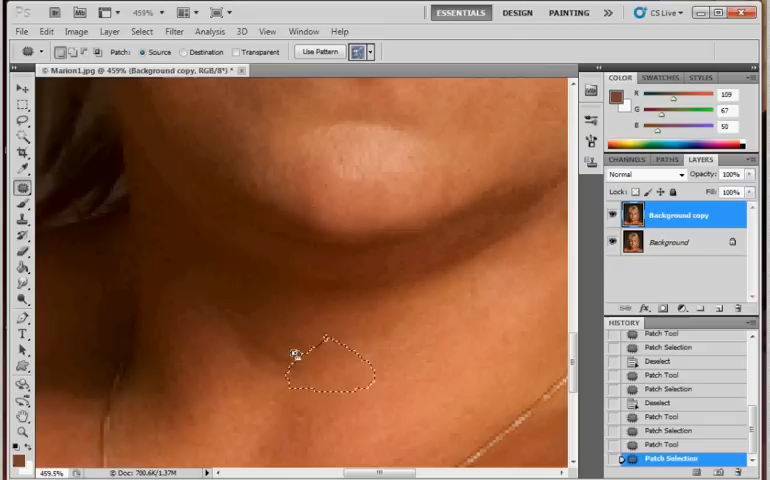 Ps Br Mb 459% ESSENTIALS DESIGN PAINTING CS Live
File Edit Image Layer Select Filter Analysis 3D View Window Help
Patch: Source Destination Transparent Use Pattern
© Marion1.jpg @ 459% (Background copy, RGB/8*) *
COLOR SWATCHES STYLES
R 109
G 67
B 50
CHANNELS PATHS LAYERS
Normal Opacity: 100%
Lock: Fill: 100%
Background copy
Background
HISTORY
Patch Tool
Patch Selection
Deselect
Patch Tool
Patch Selection
Deselect
Patch Tool
Patch Selection
Patch Tool
Patch Selection
459.5% Doc: 700.6K/1.37M